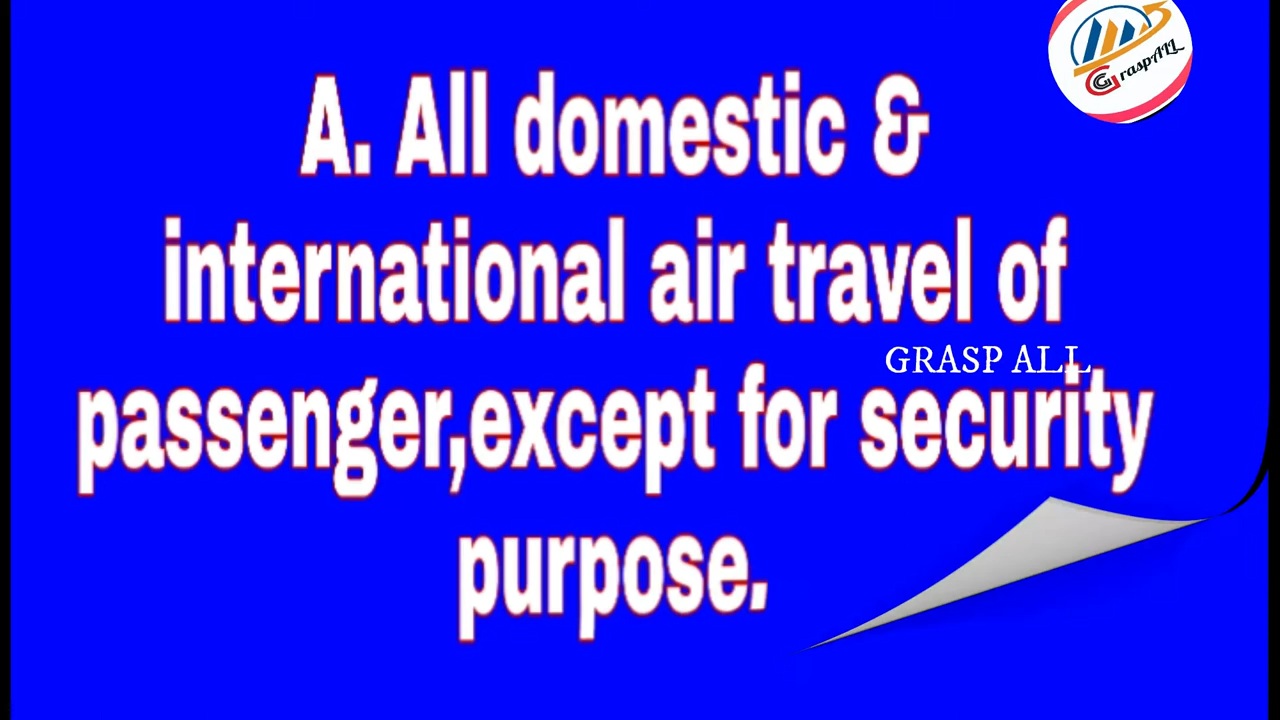 GraspALL
A. All domestic &
international air travel of
GRASP ALL
passenger,except for security
purpose.